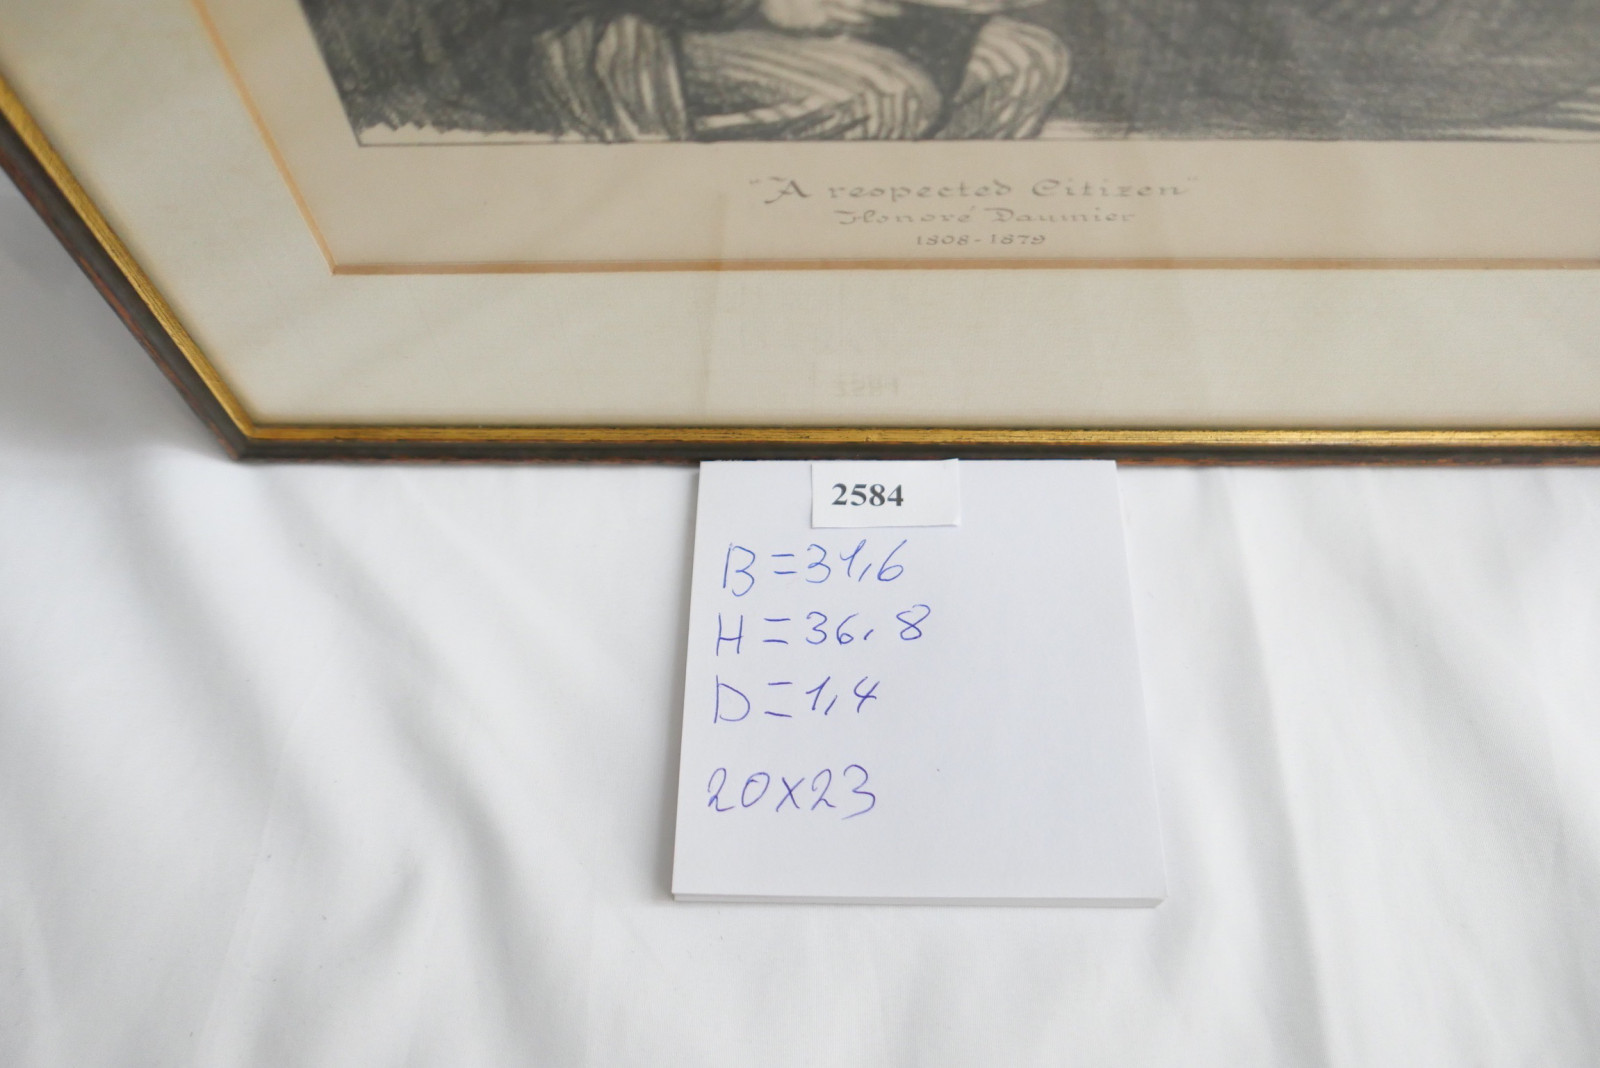 "A respected Citizen"
Honoré Daumier
1808-1879
2584
B=31,6
H=36,8
D=1,4
20x23